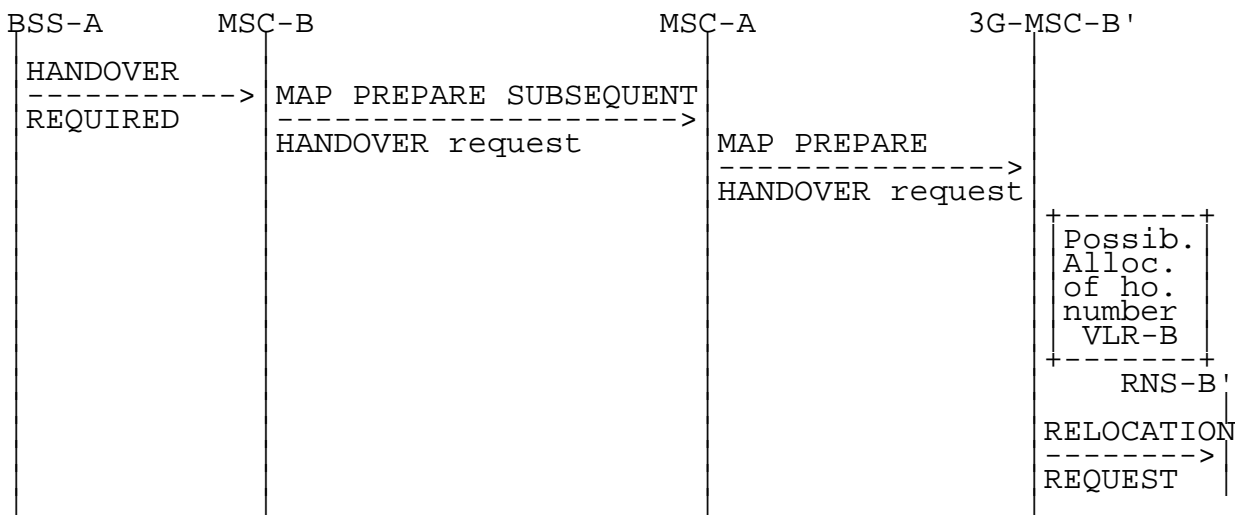 BSS-A MSC-B MSC-A 3G-MSC-B'
HANDOVER
-----------> MAP PREPARE SUBSEQUENT
REQUIRED --------------------->
HANDOVER request MAP PREPARE
--------------->
HANDOVER request
+-------+
Possib.
Alloc.
of ho.
number
VLR-B
+-------+
RNS-B'
RELOCATION
-------->
REQUEST